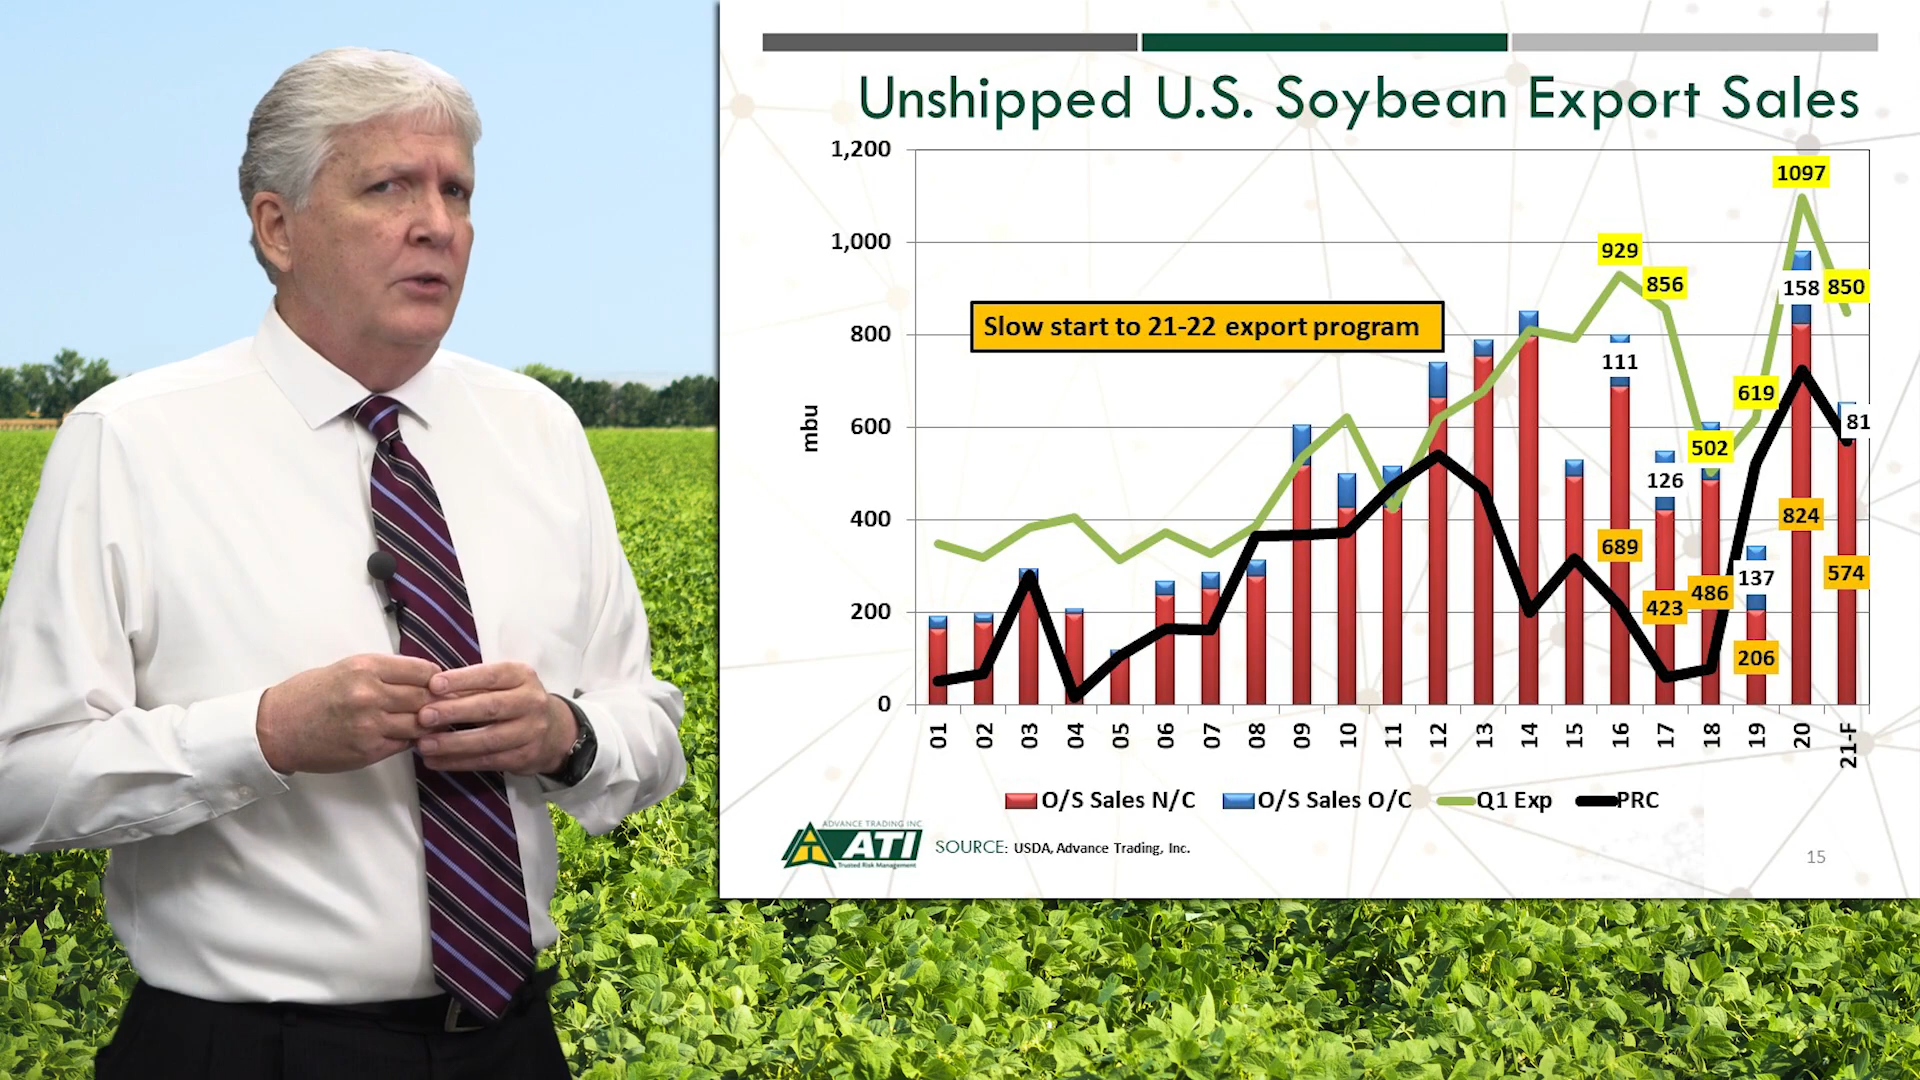 Unshipped U.S. Soybean Export Sales
1,200
1,000
800
600
400
200
0
mbu
Slow start to 21-22 export program
1097
929
856
850
158
111
619
81
502
126
824
689
574
137
486
423
206
01 02 03 04 05 06 07 08 09 10 11 12 13 14 15 16 17 18 19 20 21-F
O/S Sales N/C O/S Sales O/C Q1 Exp PRC
ADVANCE TRADING INC
ATI
Trusted Risk Management
SOURCE: USDA, Advance Trading, Inc.
15